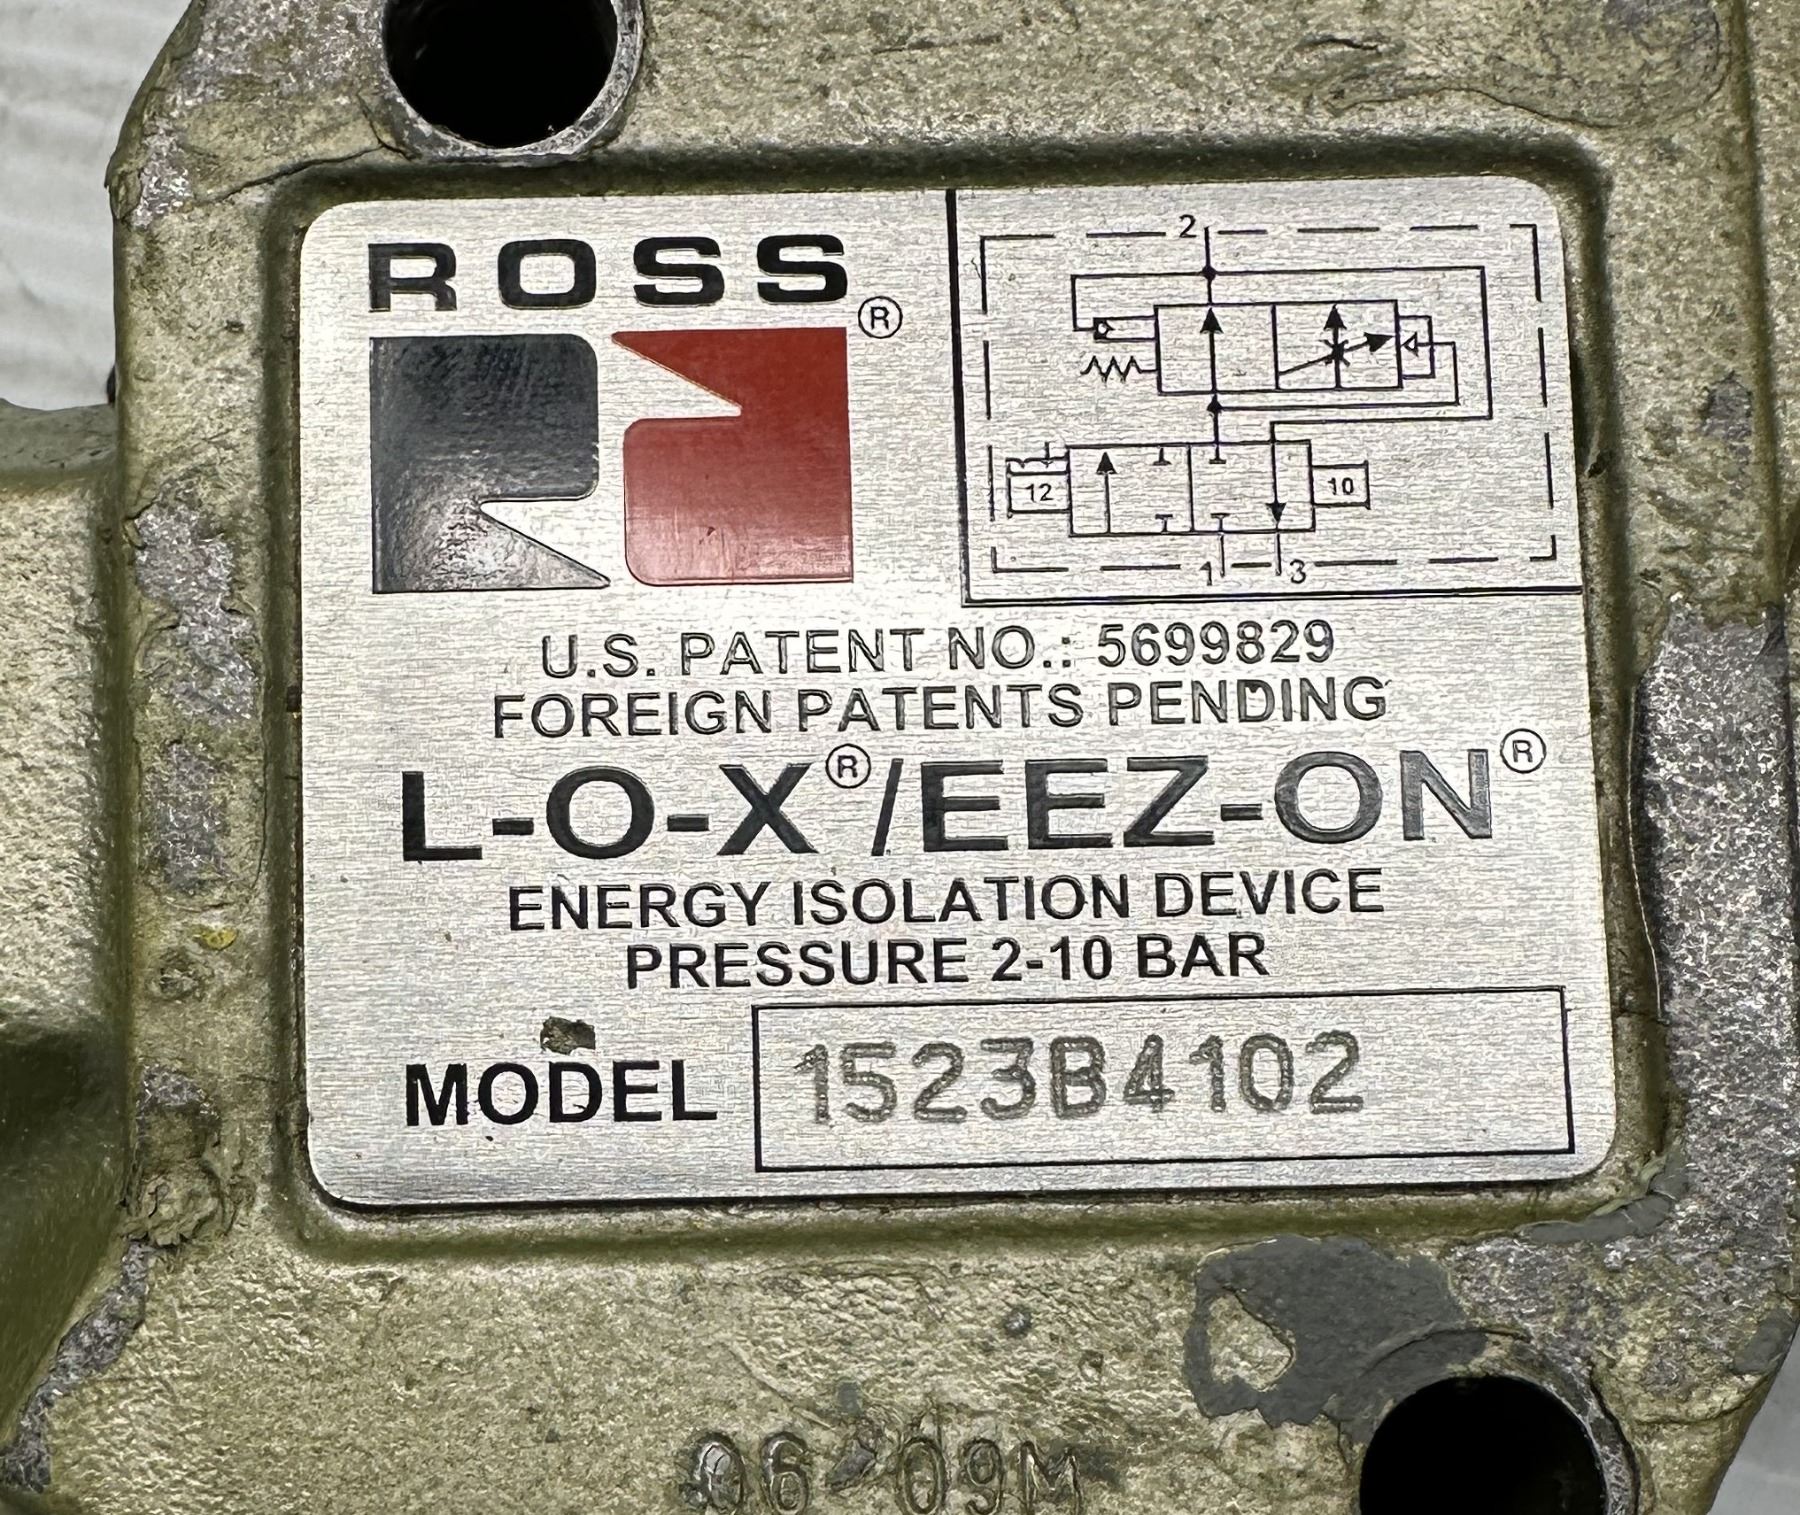 ROSS®
2
12
10
1 3
U.S. PATENT NO.: 5699829
FOREIGN PATENTS PENDING
L-O-X®/EEZ-ON®
ENERGY ISOLATION DEVICE
PRESSURE 2-10 BAR
MODEL 1523B4102
06 09M